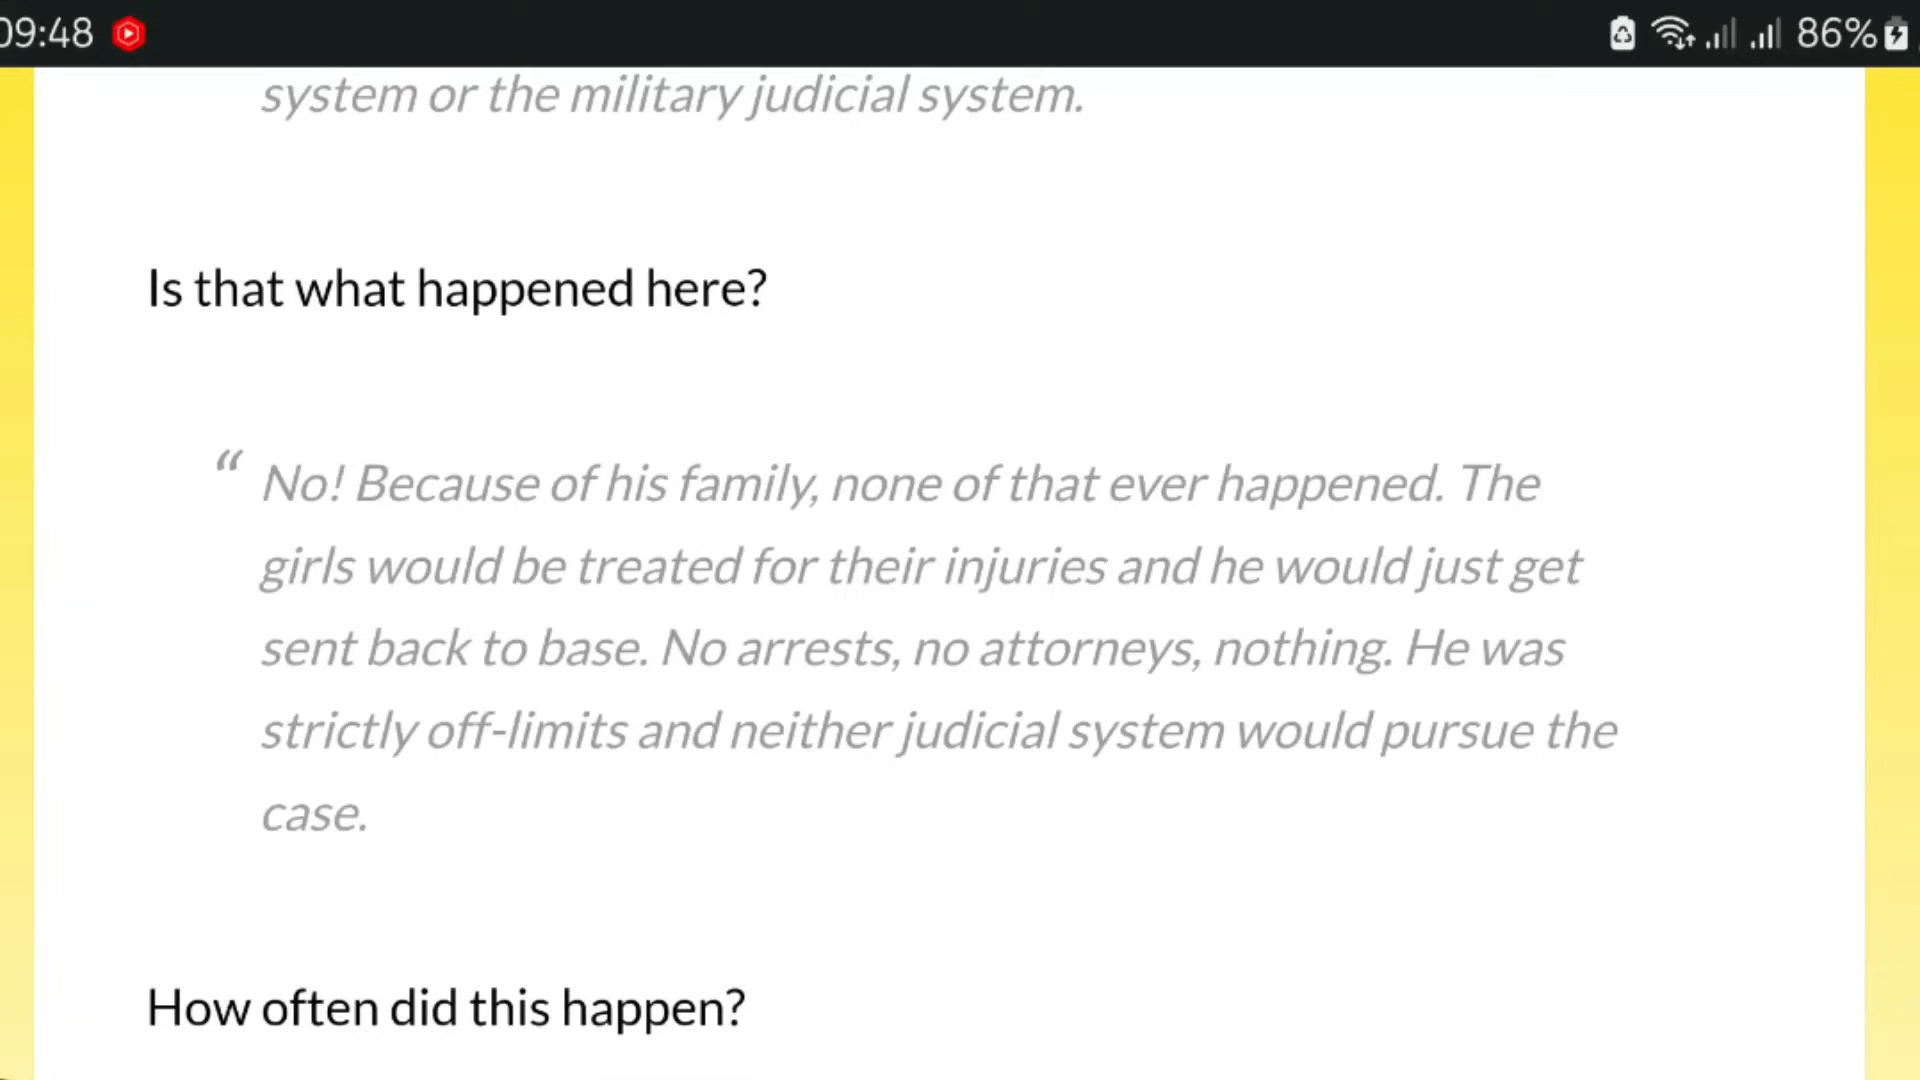 09:48 86%
system or the military judicial system.
Is that what happened here?
“ No! Because of his family, none of that ever happened. The
girls would be treated for their injuries and he would just get
sent back to base. No arrests, no attorneys, nothing. He was
strictly off-limits and neither judicial system would pursue the
case.
How often did this happen?